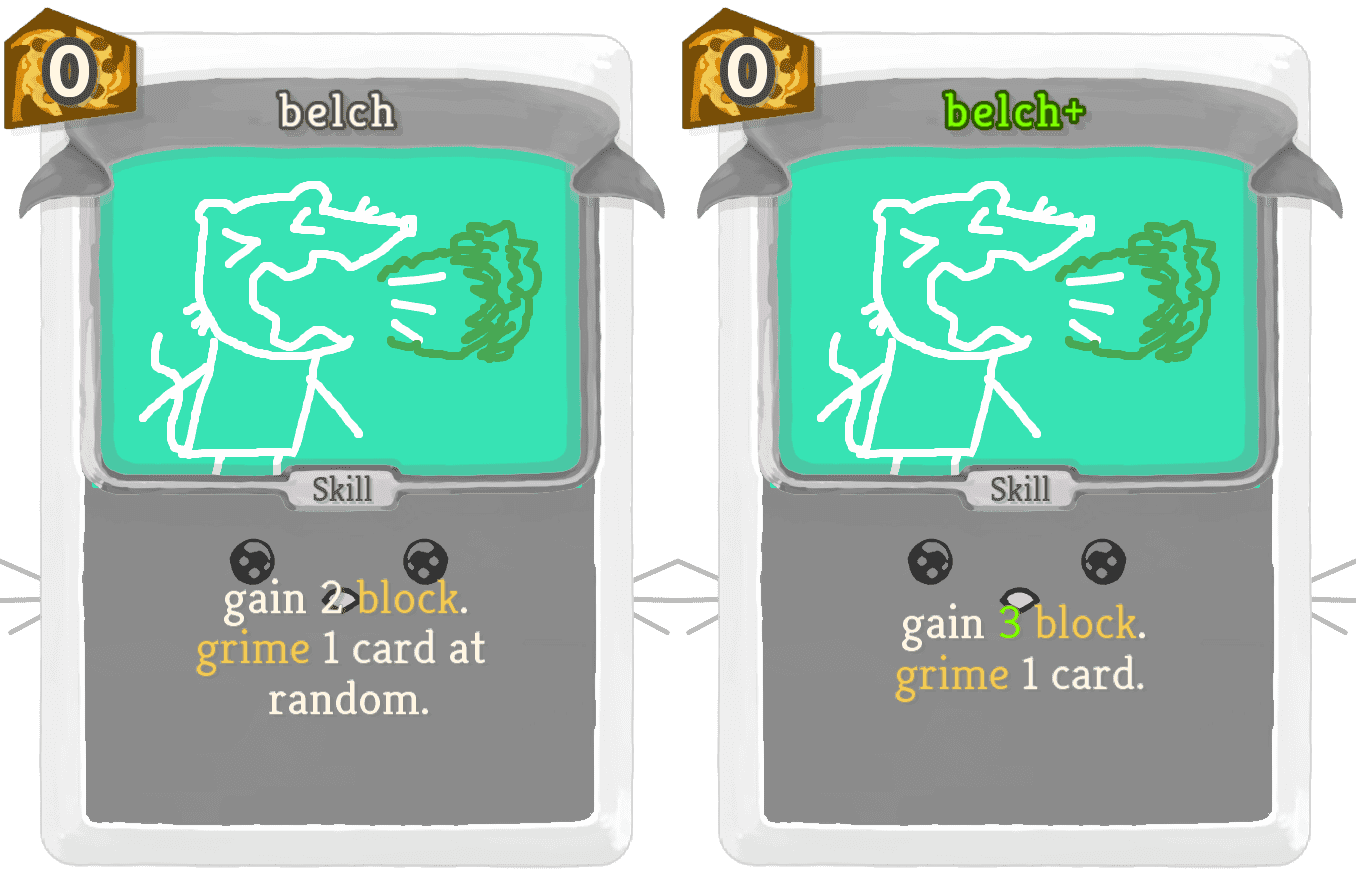 0
belch
Skill
gain 2 block.
grime 1 card at
random.
0
belch+
Skill
gain 3 block.
grime 1 card.